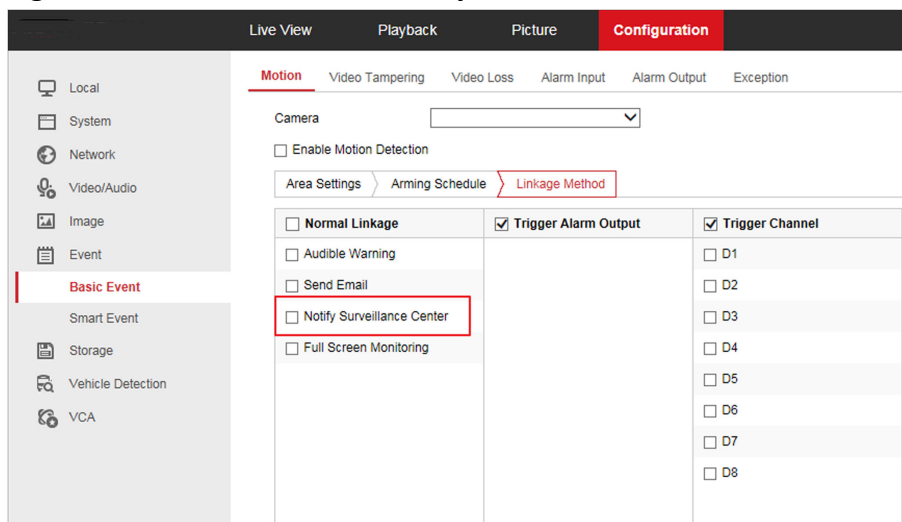 Live View Playback Picture Configuration
Local
System
Network
Video/Audio
Image
Event
Basic Event
Smart Event
Storage
Vehicle Detection
VCA
Motion Video Tampering Video Loss Alarm Input Alarm Output Exception
Camera
Enable Motion Detection
Area Settings Arming Schedule Linkage Method
Normal Linkage Trigger Alarm Output Trigger Channel
Audible Warning D1
Send Email D2
Notify Surveillance Center D3
Full Screen Monitoring D4
D5
D6
D7
D8